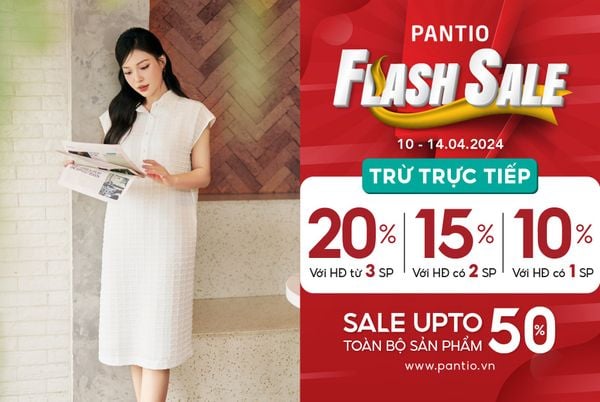 PANTIO
FLASH SALE
10 - 14.04.2024
TRỪ TRỰC TIẾP
20% 15% 10%
Với HĐ từ 3 SP Với HĐ có 2 SP Với HĐ có 1 SP
SALE UPTO 50%
TOÀN BỘ SẢN PHẨM
www.pantio.vn